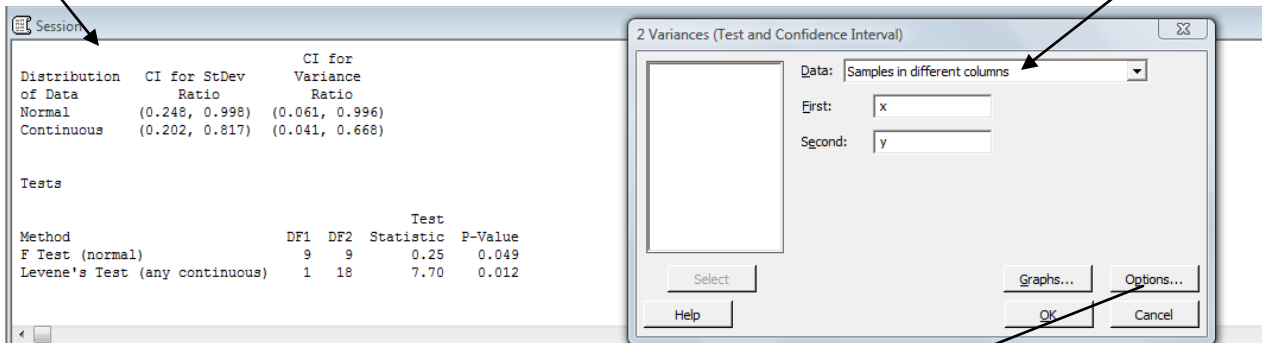 Session
CI for
Distribution CI for StDev Variance
of Data Ratio Ratio
Normal (0.248, 0.998) (0.061, 0.996)
Continuous (0.202, 0.817) (0.041, 0.668)
Tests
Test
Method DF1 DF2 Statistic P-Value
F Test (normal) 9 9 0.25 0.049
Levene's Test (any continuous) 1 18 7.70 0.012
2 Variances (Test and Confidence Interval)
Data: Samples in different columns
First: x
Second: y
Select
Graphs... Options...
Help
OK Cancel